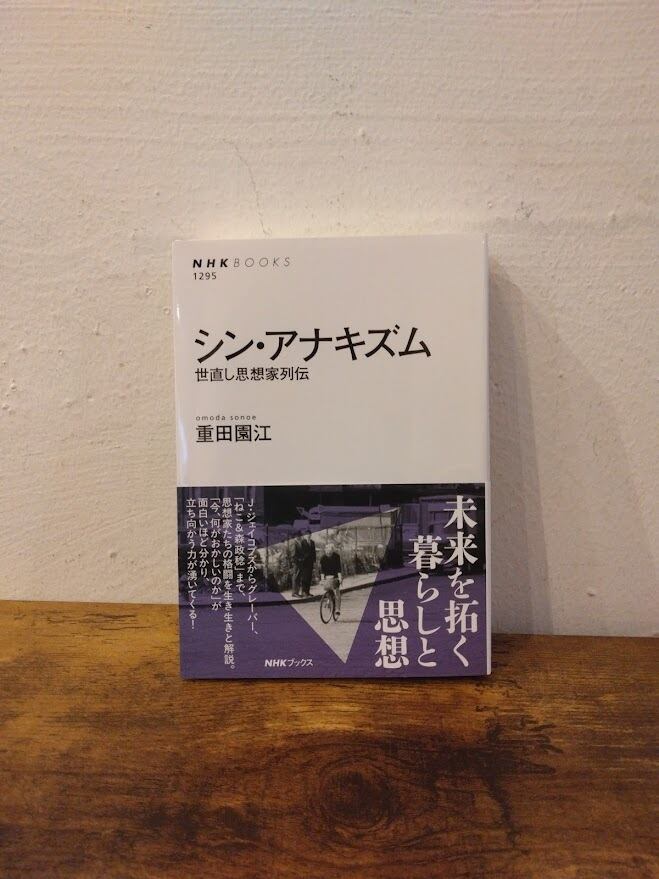 NHK BOOKS
1295
シン・アナキズム
世直し思想家列伝
omoda sonoe
重田園江
未来を拓く
暮らしと
思想
J・ジェイコブズからグレーバー、
「ねこ&森政稔」まで
思想家たちの格闘を生き生きと解説。
「今、何がおかしいのか」が
面白いほど分かり、
立ち向かう力が湧いてくる！
NHKブックス